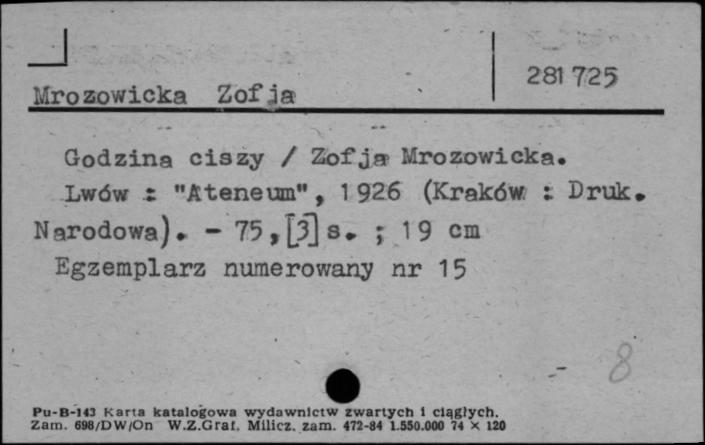 281 725
Mrozowicka Zofja
Godzina ciszy / Zofja Mrozowicka.
Lwów : "Ateneum", 1926 (Kraków : Druk.
Narodowa). - 75,[3] s. ; 19 cm
Egzemplarz numerowany nr 15
8
Pu-B-143 Karta katalogowa wydawnictw zwartych i ciągłych.
Zam. 698/DW/On W.Z.Graf. Milicz. zam. 472-84 1.550.000 74 × 120